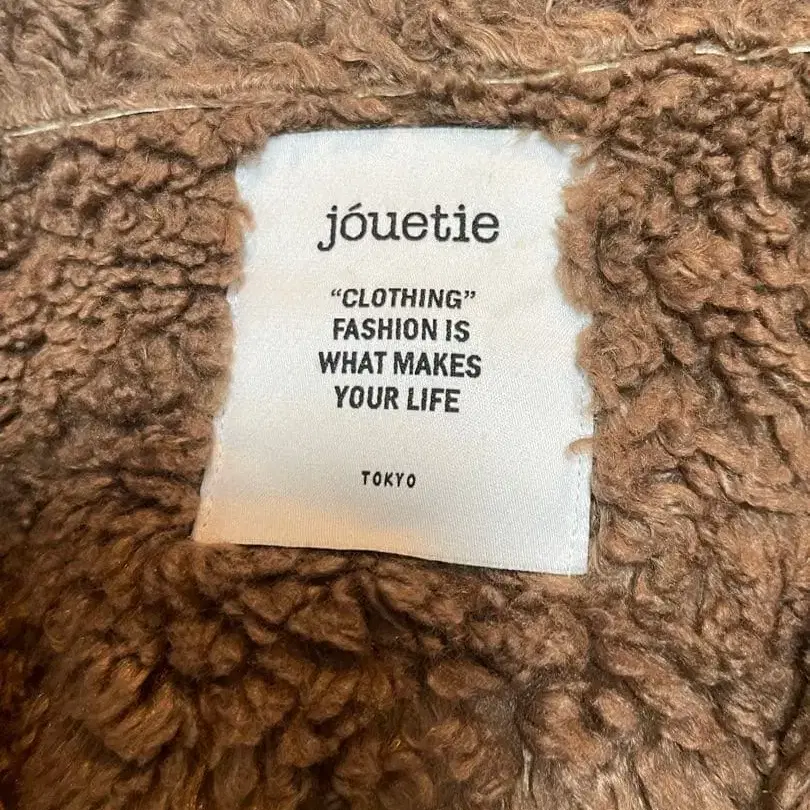 jóuetie
“CLOTHING”
FASHION IS
WHAT MAKES
YOUR LIFE
TOKYO